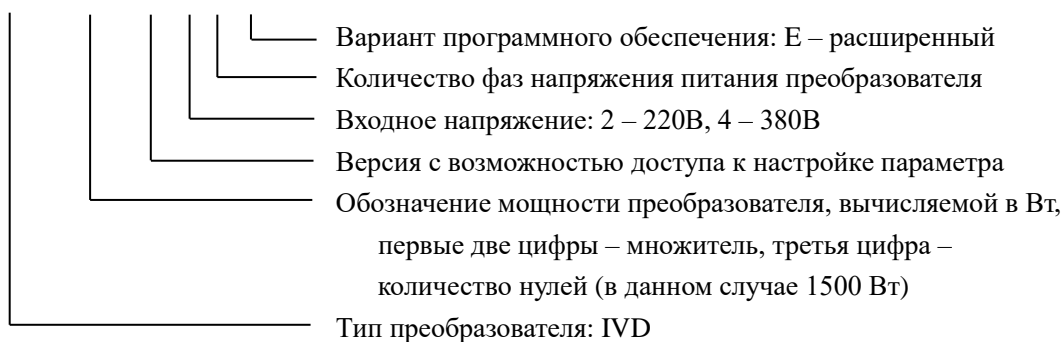 Вариант программного обеспечения: E – расширенный
Количество фаз напряжения питания преобразователя
Входное напряжение: 2 – 220В, 4 – 380В
Версия с возможностью доступа к настройке параметра
Обозначение мощности преобразователя, вычисляемой в Вт,
первые две цифры – множитель, третья цифра –
количество нулей (в данном случае 1500 Вт)
Тип преобразователя: IVD